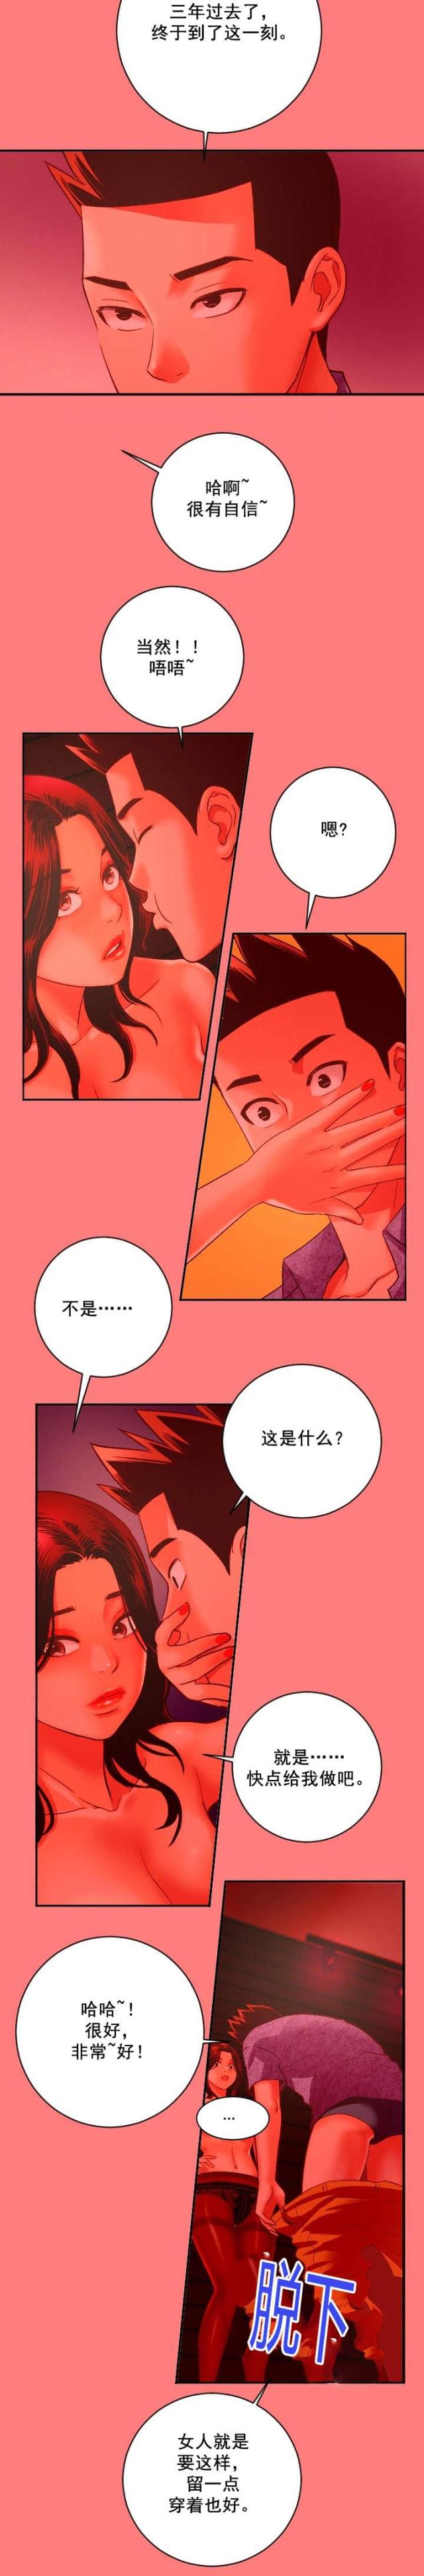 三年过去了，
终于到了这一刻。
哈啊~
很有自信~
当然！！
唔唔~
嗯?
不是……
这是什么?
就是……
快点给我做吧。
哈哈~!
很好，
非常~好!
…
脱下
女人就是
要这样，
留一点
穿着也好。